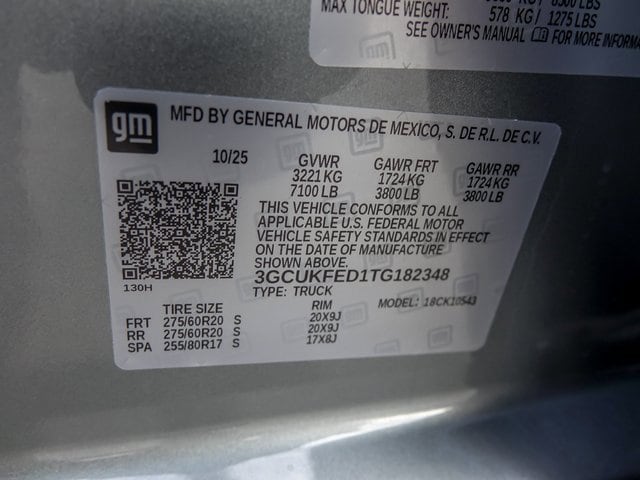 MAX TONGUE WEIGHT: 578 KG / 1275 LBS
SEE OWNER'S MANUAL FOR MORE INFORMA
gm
MFD BY GENERAL MOTORS DE MEXICO, S. DE R.L. DE C.V.
10/25 GVWR GAWR FRT GAWR RR
3221 KG 1724 KG 1724 KG
7100 LB 3800 LB 3800 LB
THIS VEHICLE CONFORMS TO ALL
APPLICABLE U.S. FEDERAL MOTOR
VEHICLE SAFETY STANDARDS IN EFFECT
ON THE DATE OF MANUFACTURE
SHOWN ABOVE.
3GCUKFED1TG182348
130H
TYPE: TRUCK MODEL: 18CK10543
TIRE SIZE RIM
FRT 275/60R20 S 20X9J
RR 275/60R20 S 20X9J
SPA 255/80R17 S 17X8J